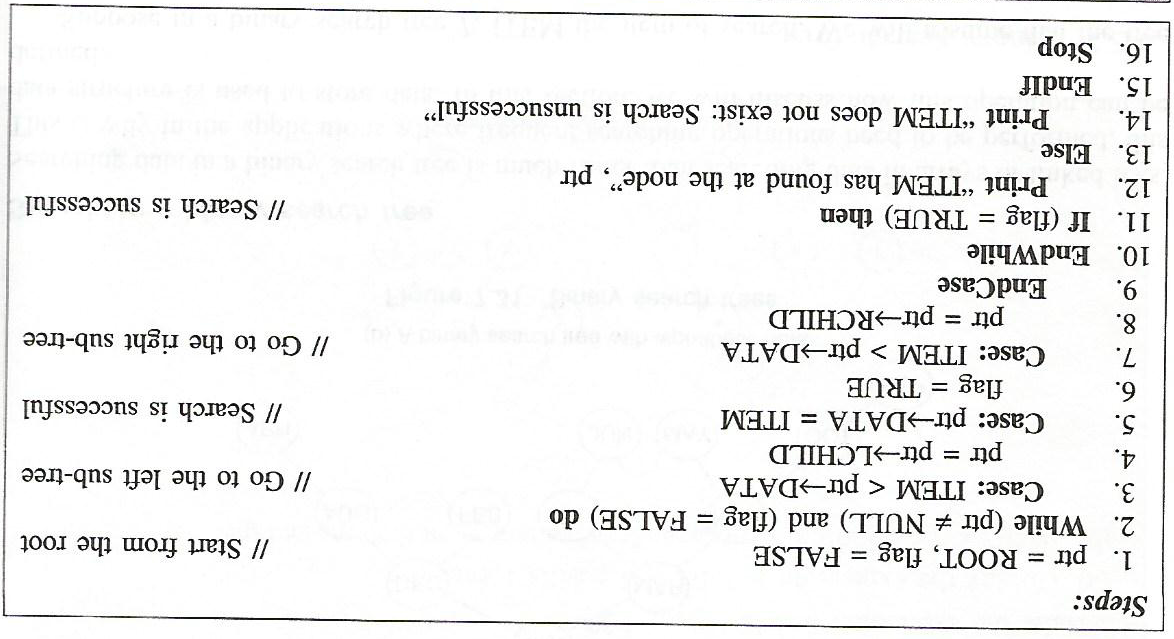 Steps:
1. ptr = ROOT, flag = FALSE // Start from the root
2. While (ptr ≠ NULL) and (flag = FALSE) do
3. Case: ITEM < ptr→DATA // Go to the left sub-tree
4. ptr = ptr→LCHILD
5. Case: ptr→DATA = ITEM // Search is successful
6. flag = TRUE
7. Case: ITEM > ptr→DATA // Go to the right sub-tree
8. ptr = ptr→RCHILD
9. EndCase
10. EndWhile
11. If (flag = TRUE) then // Search is successful
12. Print “ITEM has found at the node”, ptr
13. Else
14. Print “ITEM does not exist: Search is unsuccessful”
15. EndIf
16. Stop